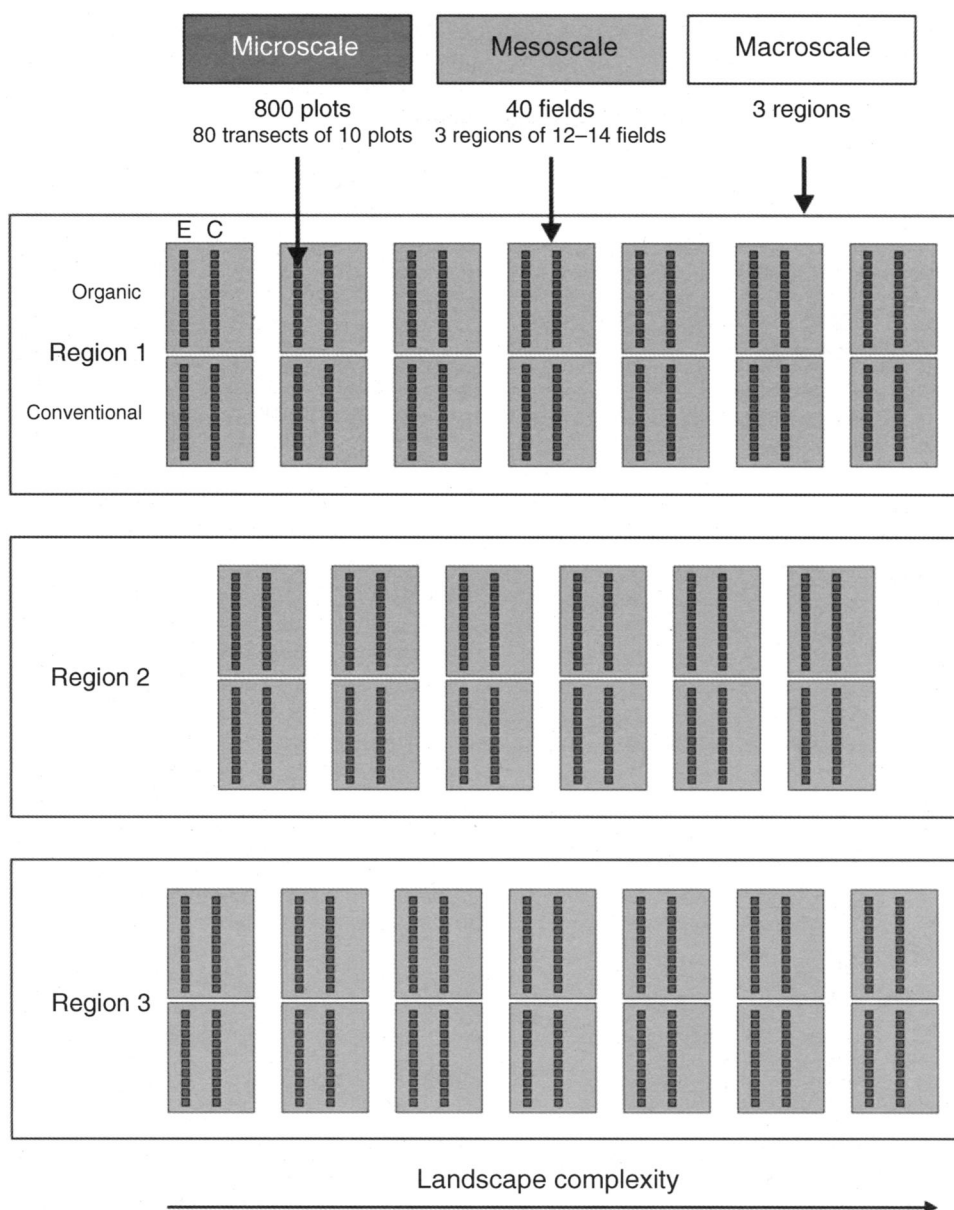 Microscale Mesoscale Macroscale
800 plots 40 fields 3 regions
80 transects of 10 plots 3 regions of 12–14 fields
E C
Organic
Region 1
Conventional
Region 2
Region 3
Landscape complexity